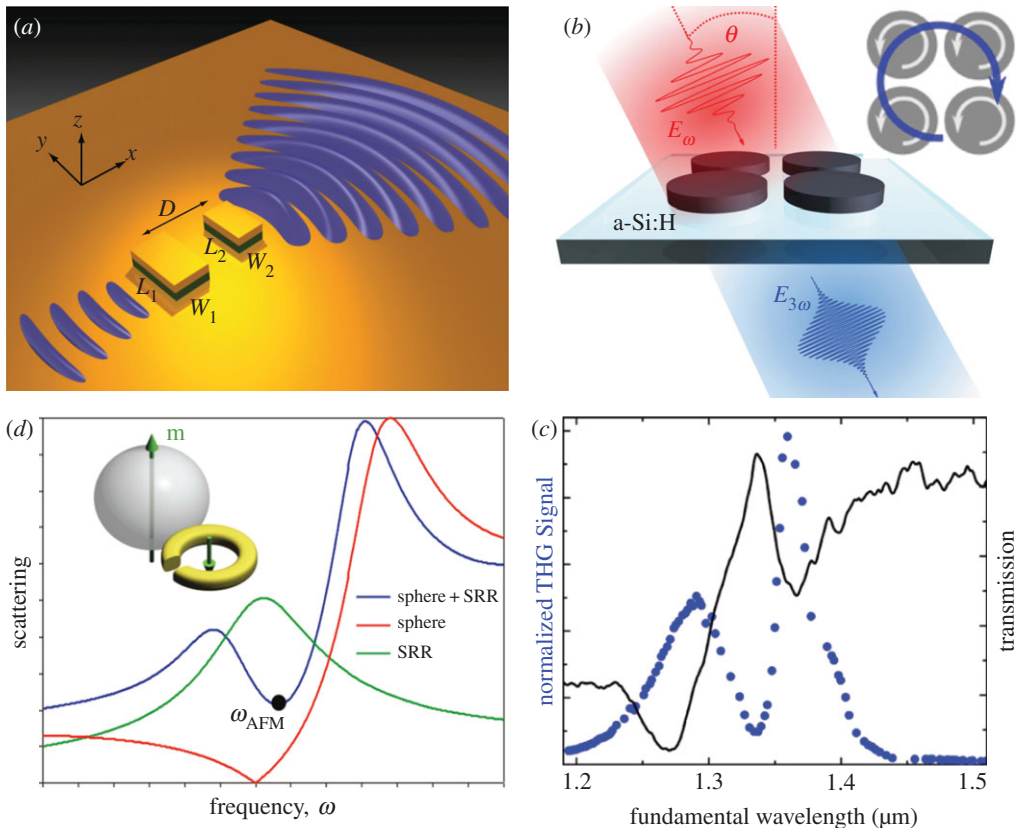 (a)
z
y
x
D
L1
W1
L2
W2
(b)
θ
Eω
a-Si:H
E3ω
(d)
m
scattering
sphere + SRR
sphere
SRR
ωAFM
frequency, ω
(c)
normalized THG Signal
transmission
1.2 1.3 1.4 1.5
fundamental wavelength (µm)